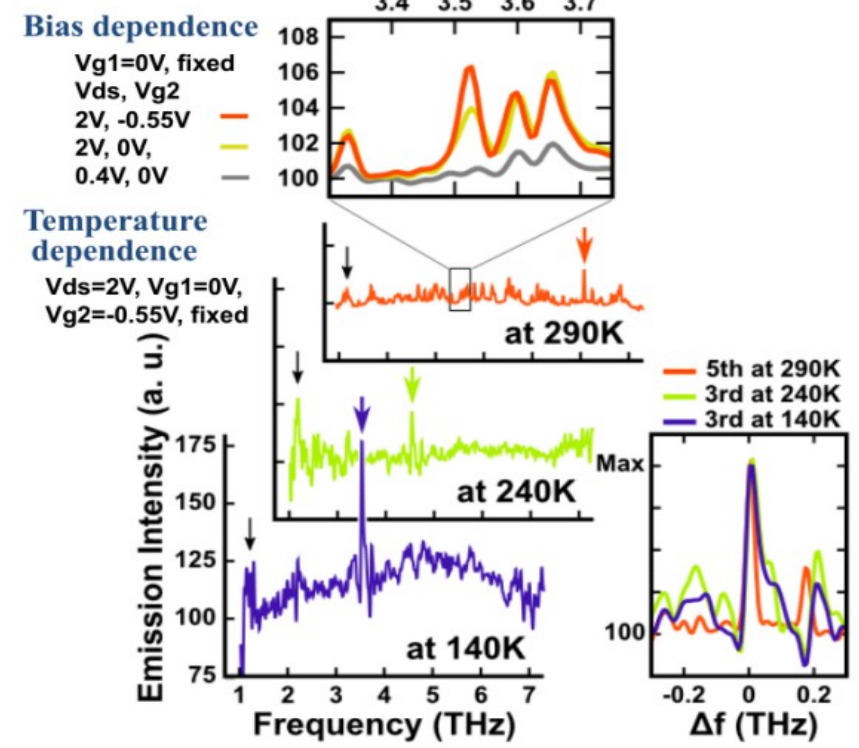 3.4 3.5 3.6 3.7
Bias dependence
Vg1=0V, fixed
Vds, Vg2
2V, -0.55V
2V, 0V,
0.4V, 0V
108
106
104
102
100
Temperature
dependence
Vds=2V, Vg1=0V,
Vg2=-0.55V, fixed
at 290K
at 240K
at 140K
Emission Intensity (a. u.)
175
150
125
100
75
1 2 3 4 5 6 7
Frequency (THz)
5th at 290K
3rd at 240K
3rd at 140K
Max
100
-0.2 0 0.2
Δf (THz)